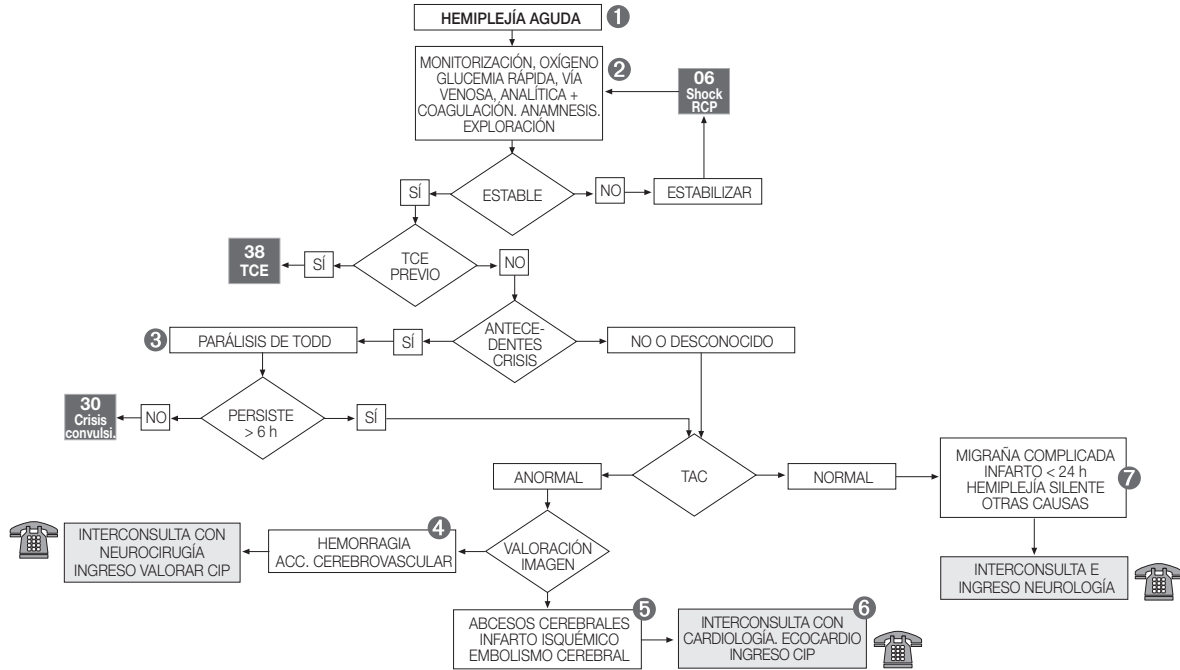 HEMIPLEJÍA AGUDA
1
MONITORIZACIÓN, OXÍGENO
GLUCEMIA RÁPIDA, VÍA
VENOSA, ANALÍTICA +
COAGULACIÓN. ANAMNESIS.
EXPLORACIÓN
2
06
Shock
RCP
SÍ
ESTABLE
NO
ESTABILIZAR
38
TCE
SÍ
TCE
PREVIO
NO
3
PARÁLISIS DE TODD
SÍ
ANTECE-
DENTES
CRISIS
NO O DESCONOCIDO
30
Crisis
convulsi.
NO
PERSISTE
> 6 h
SÍ
ANORMAL
TAC
NORMAL
MIGRAÑA COMPLICADA
INFARTO < 24 h
HEMIPLEJÍA SILENTE
OTRAS CAUSAS
7
INTERCONSULTA CON
NEUROCIRUGÍA
INGRESO VALORAR CIP
4
HEMORRAGIA
ACC. CEREBROVASCULAR
VALORACIÓN
IMAGEN
INTERCONSULTA E
INGRESO NEUROLOGÍA
5
ABCESOS CEREBRALES
INFARTO ISQUÉMICO
EMBOLISMO CEREBRAL
6
INTERCONSULTA CON
CARDIOLOGÍA. ECOCARDIO
INGRESO CIP